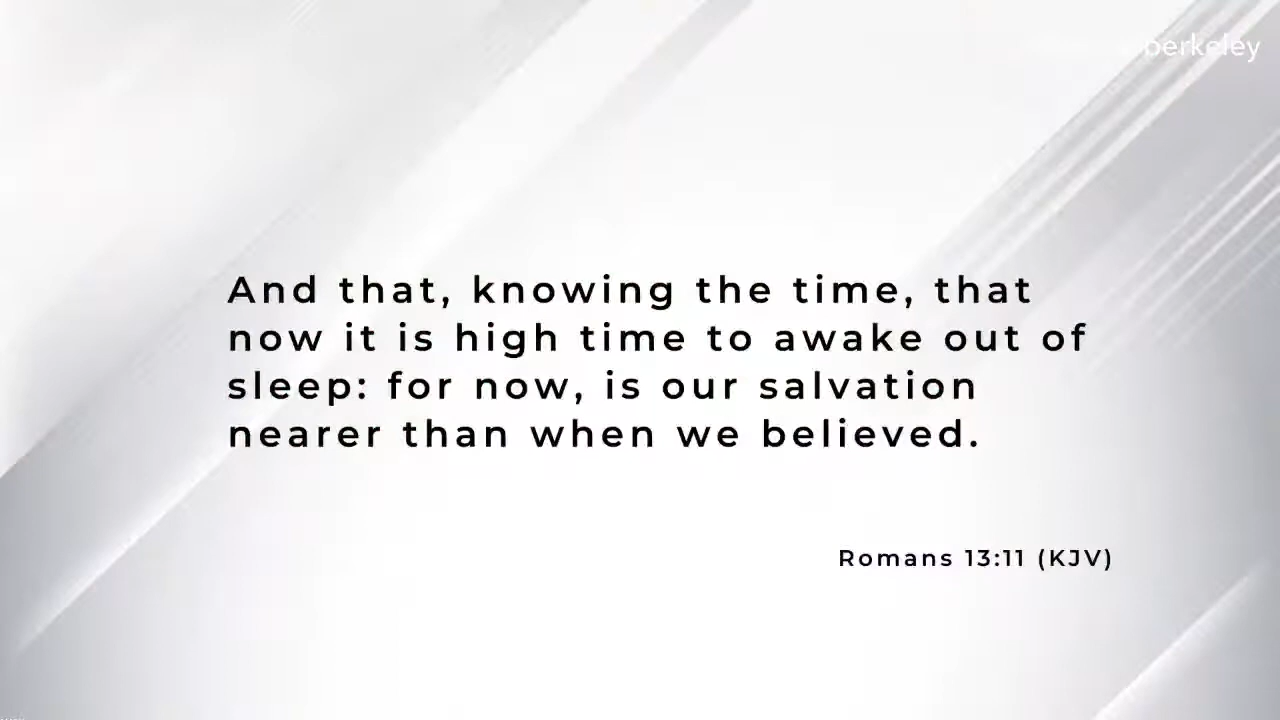 berkeley
And that, knowing the time, that
now it is high time to awake out of
sleep: for now, is our salvation
nearer than when we believed.
Romans 13:11 (KJV)